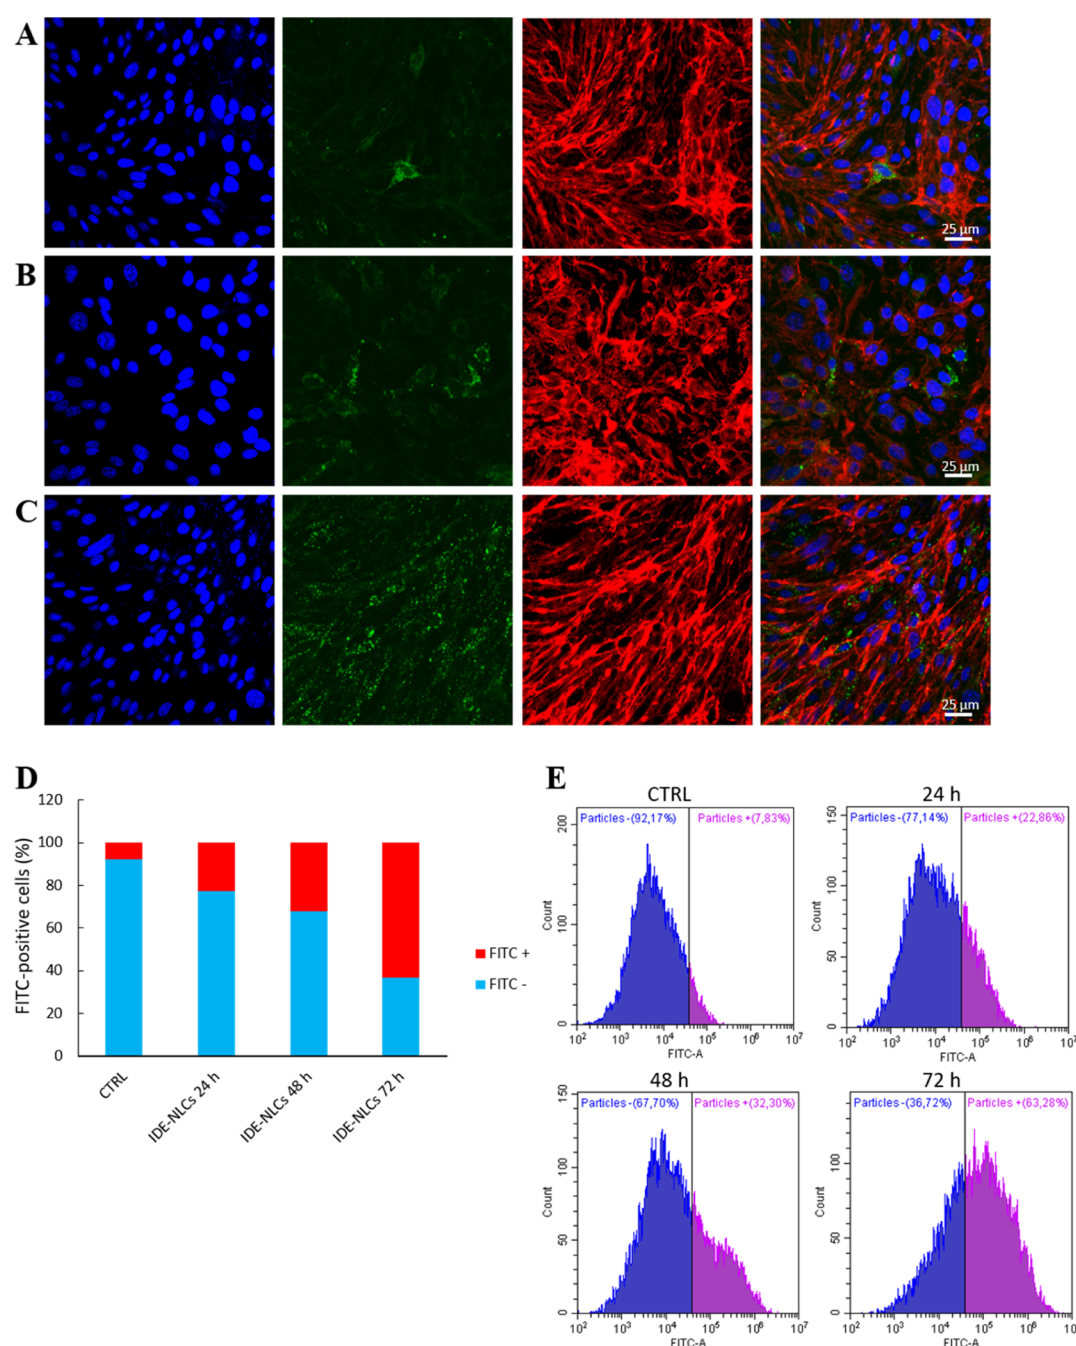 A
25 µm
B
25 µm
C
25 µm
D
120
100
80
60
40
20
0
FITC-positive cells (%)
CTRL
IDE-NLCs 24 h
IDE-NLCs 48 h
IDE-NLCs 72 h
FITC +
FITC -
E
CTRL
Particles -(92,17%)
Particles +(7,83%)
200
100
0
Count
10² 10³ 10⁴ 10⁵ 10⁶ 10⁷
FITC-A
24 h
Particles -(77,14%)
Particles +(22,86%)
150
100
50
0
Count
10² 10³ 10⁴ 10⁵ 10⁶ 10⁷
FITC-A
48 h
Particles -(67,70%)
Particles +(32,30%)
150
100
50
0
Count
10² 10³ 10⁴ 10⁵ 10⁶ 10⁷
FITC-A
72 h
Particles -(36,72%)
Particles +(63,28%)
150
100
50
0
Count
10² 10³ 10⁴ 10⁵ 10⁶ 10⁷
FITC-A